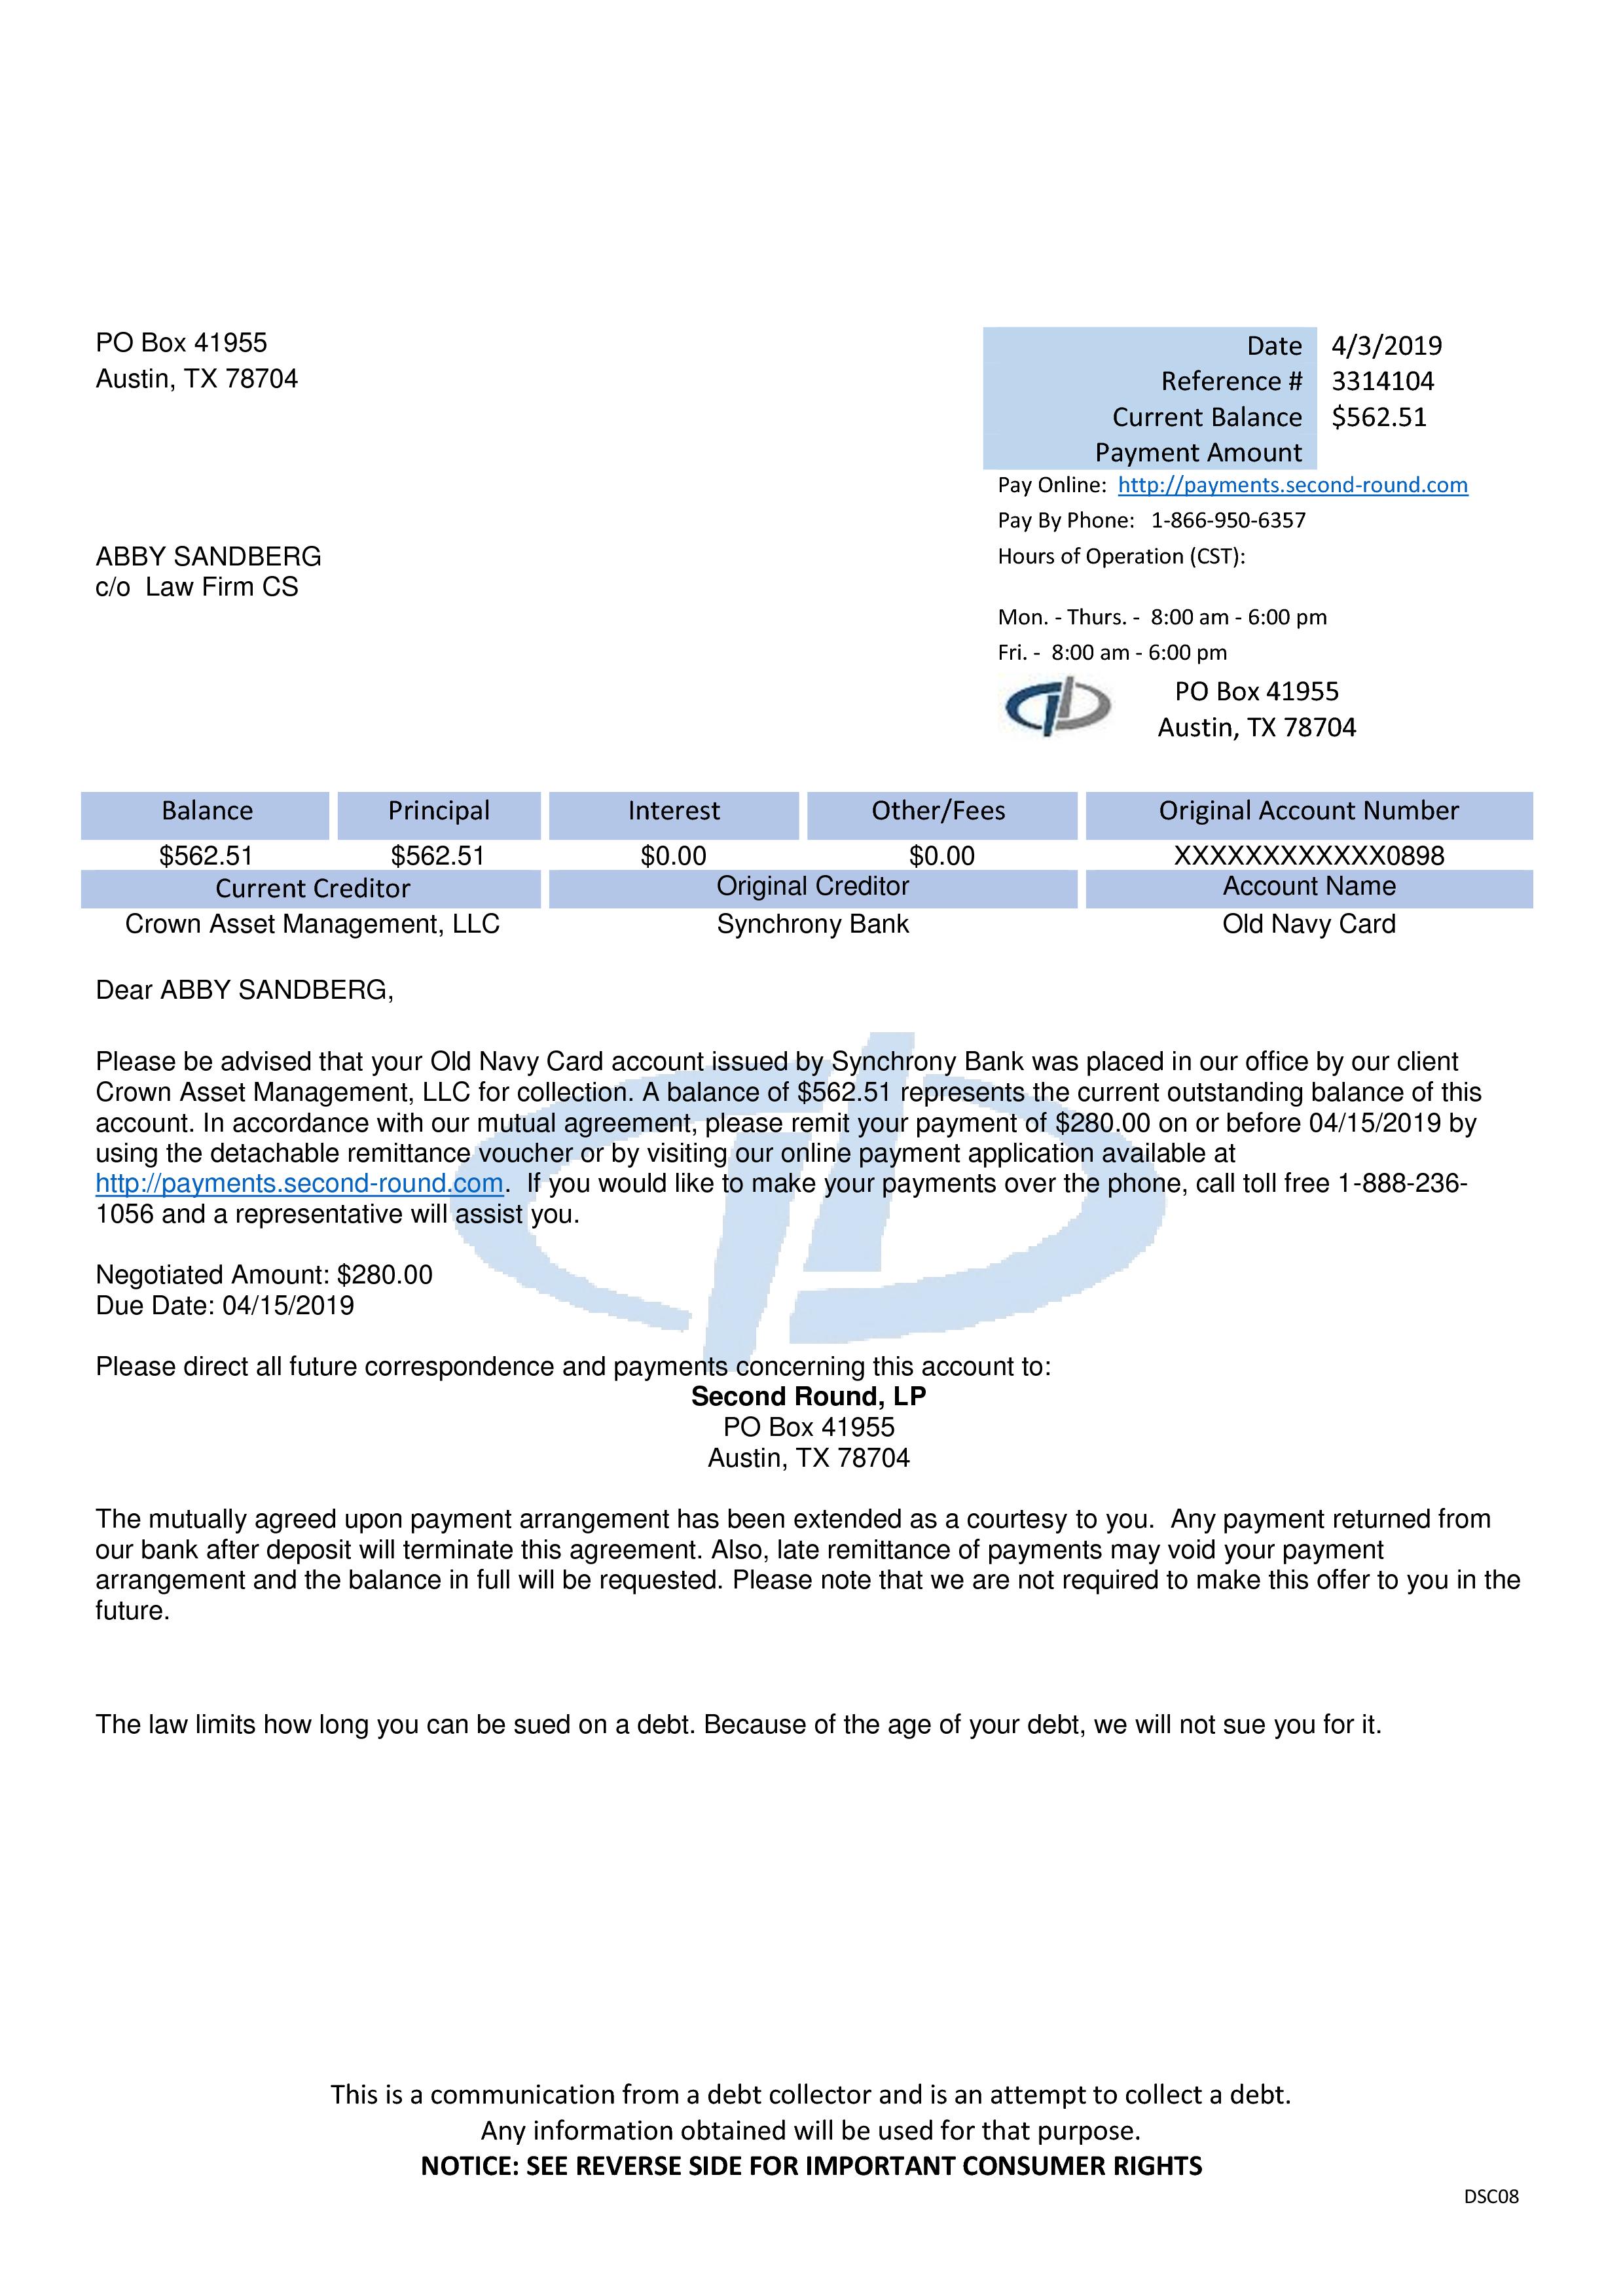 PO Box 41955
Austin, TX 78704
Date 4/3/2019
Reference # 3314104
Current Balance $562.51
Payment Amount
Pay Online: http://payments.second-round.com
Pay By Phone: 1-866-950-6357
Hours of Operation (CST):
Mon. - Thurs. - 8:00 am - 6:00 pm
Fri. - 8:00 am - 6:00 pm
PO Box 41955
Austin, TX 78704
ABBY SANDBERG
c/o Law Firm CS
Balance Principal Interest Other/Fees Original Account Number
$562.51 $562.51 $0.00 $0.00 XXXXXXXXXXXX0898
Current Creditor Original Creditor Account Name
Crown Asset Management, LLC Synchrony Bank Old Navy Card
Dear ABBY SANDBERG,
Please be advised that your Old Navy Card account issued by Synchrony Bank was placed in our office by our client
Crown Asset Management, LLC for collection. A balance of $562.51 represents the current outstanding balance of this
account. In accordance with our mutual agreement, please remit your payment of $280.00 on or before 04/15/2019 by
using the detachable remittance voucher or by visiting our online payment application available at
http://payments.second-round.com. If you would like to make your payments over the phone, call toll free 1-888-236-
1056 and a representative will assist you.
Negotiated Amount: $280.00
Due Date: 04/15/2019
Please direct all future correspondence and payments concerning this account to:
Second Round, LP
PO Box 41955
Austin, TX 78704
The mutually agreed upon payment arrangement has been extended as a courtesy to you. Any payment returned from
our bank after deposit will terminate this agreement. Also, late remittance of payments may void your payment
arrangement and the balance in full will be requested. Please note that we are not required to make this offer to you in the
future.
The law limits how long you can be sued on a debt. Because of the age of your debt, we will not sue you for it.
This is a communication from a debt collector and is an attempt to collect a debt.
Any information obtained will be used for that purpose.
NOTICE: SEE REVERSE SIDE FOR IMPORTANT CONSUMER RIGHTS
DSC08